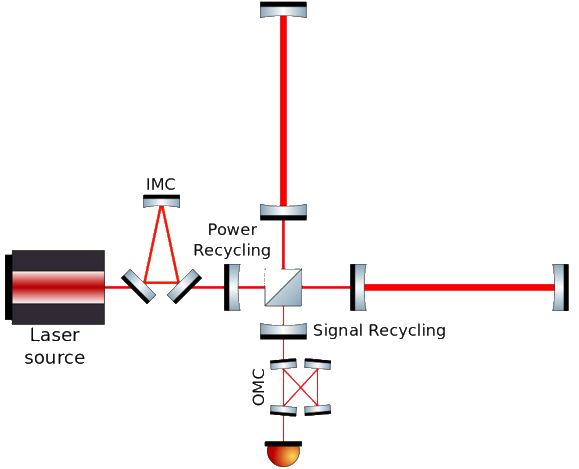 IMC
Power
Recycling
Laser
source
Signal Recycling
OMC